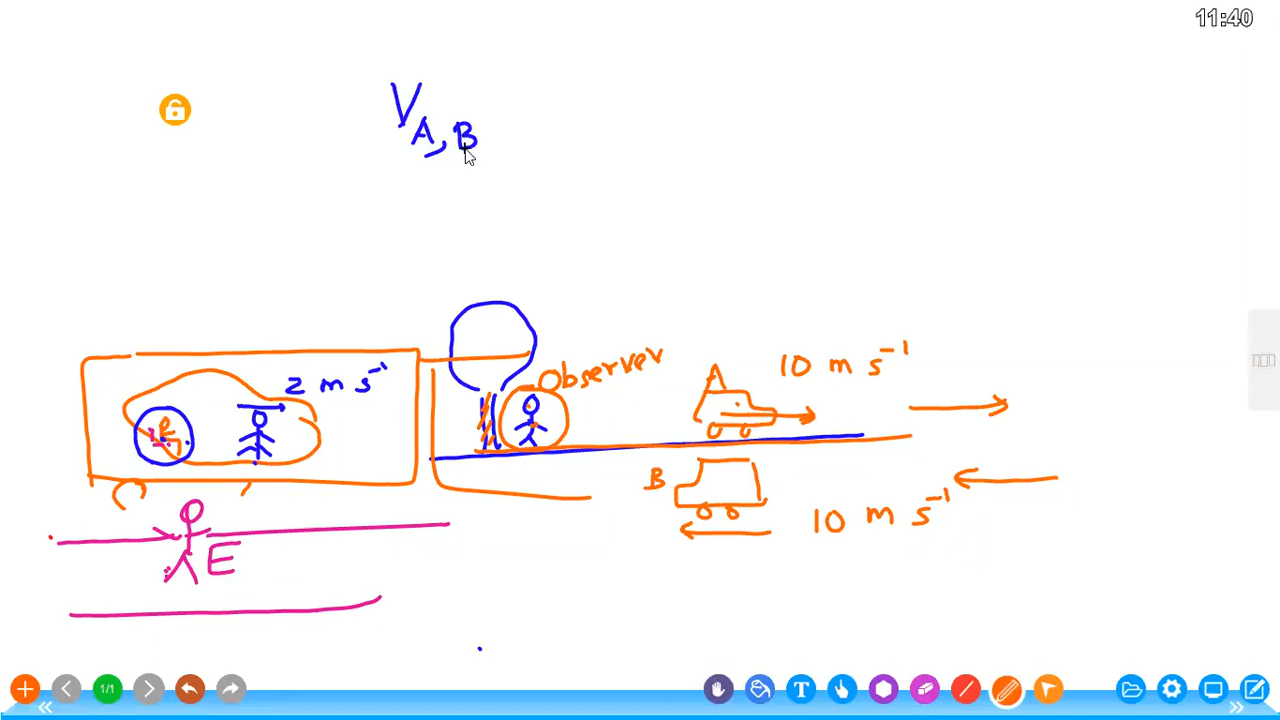 11:40
V A, B
2 m s⁻¹
Observer
A
10 m s⁻¹
B
10 m s⁻¹
E
1/1
T